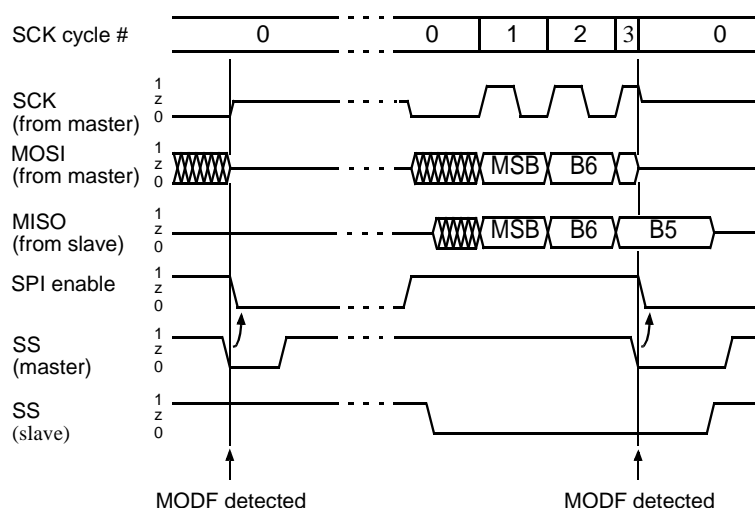 SCK cycle # 0 0 1 2 3 0
SCK
(from master)
1
z
0
MOSI
(from master)
1
z
0
MSB B6
MISO
(from slave)
1
z
0
MSB B6 B5
SPI enable
1
z
0
SS
(master)
1
z
0
SS
(slave)
1
z
0
MODF detected MODF detected